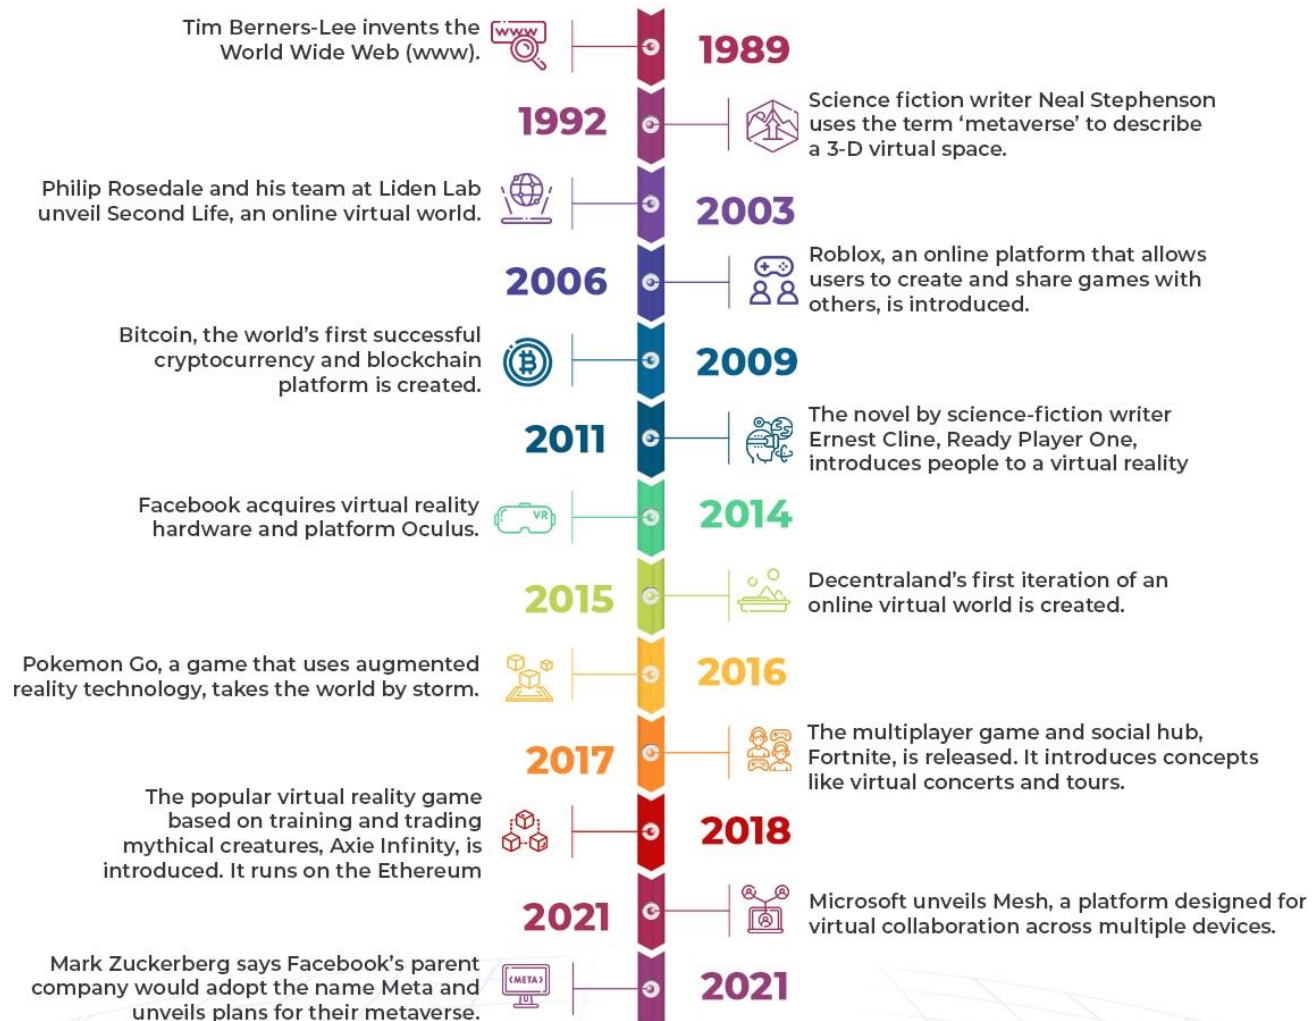 Tim Berners-Lee invents the
World Wide Web (www).
WWW
1989
1992
Science fiction writer Neal Stephenson
uses the term ‘metaverse’ to describe
a 3-D virtual space.
Philip Rosedale and his team at Liden Lab
unveil Second Life, an online virtual world.
2003
2006
Roblox, an online platform that allows
users to create and share games with
others, is introduced.
Bitcoin, the world’s first successful
cryptocurrency and blockchain
platform is created.
2009
2011
The novel by science-fiction writer
Ernest Cline, Ready Player One,
introduces people to a virtual reality
Facebook acquires virtual reality
hardware and platform Oculus.
VR
2014
2015
Decentraland’s first iteration of an
online virtual world is created.
Pokemon Go, a game that uses augmented
reality technology, takes the world by storm.
2016
2017
The multiplayer game and social hub,
Fortnite, is released. It introduces concepts
like virtual concerts and tours.
The popular virtual reality game
based on training and trading
mythical creatures, Axie Infinity, is
introduced. It runs on the Ethereum
2018
2021
Microsoft unveils Mesh, a platform designed for
virtual collaboration across multiple devices.
Mark Zuckerberg says Facebook’s parent
company would adopt the name Meta and
unveils plans for their metaverse.
<META>
2021